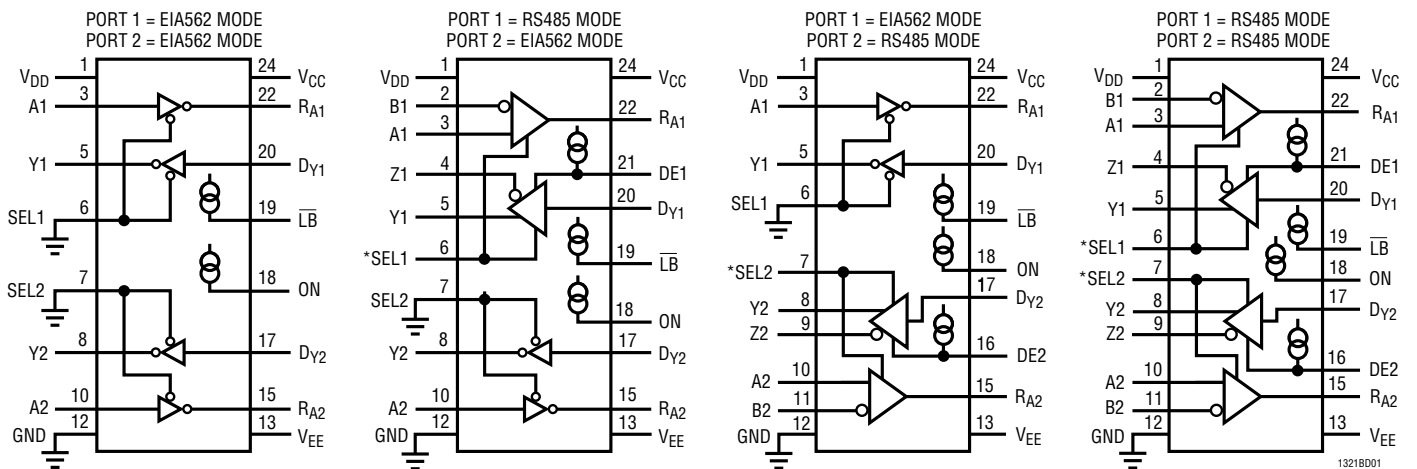 PORT 1 = EIA562 MODE
PORT 2 = EIA562 MODE
VDD
1
24
VCC
A1
3
22
RA1
Y1
5
20
DY1
SEL1
6
19
LB
18
ON
SEL2
7
Y2
8
17
DY2
A2
10
15
RA2
GND
12
13
VEE
PORT 1 = RS485 MODE
PORT 2 = EIA562 MODE
VDD
1
24
VCC
B1
2
22
RA1
A1
3
Z1
4
21
DE1
Y1
5
20
DY1
*SEL1
6
19
LB
SEL2
7
18
ON
Y2
8
17
DY2
A2
10
15
RA2
GND
12
13
VEE
PORT 1 = EIA562 MODE
PORT 2 = RS485 MODE
VDD
1
24
VCC
A1
3
22
RA1
Y1
5
20
DY1
SEL1
6
19
LB
*SEL2
7
18
ON
Y2
8
17
DY2
Z2
9
16
DE2
A2
10
15
RA2
B2
11
GND
12
13
VEE
PORT 1 = RS485 MODE
PORT 2 = RS485 MODE
VDD
1
24
VCC
B1
2
22
RA1
A1
3
Z1
4
21
DE1
Y1
5
20
DY1
*SEL1
6
19
LB
*SEL2
7
18
ON
Y2
8
17
DY2
Z2
9
16
DE2
A2
10
15
RA2
B2
11
GND
12
13
VEE
1321BD01